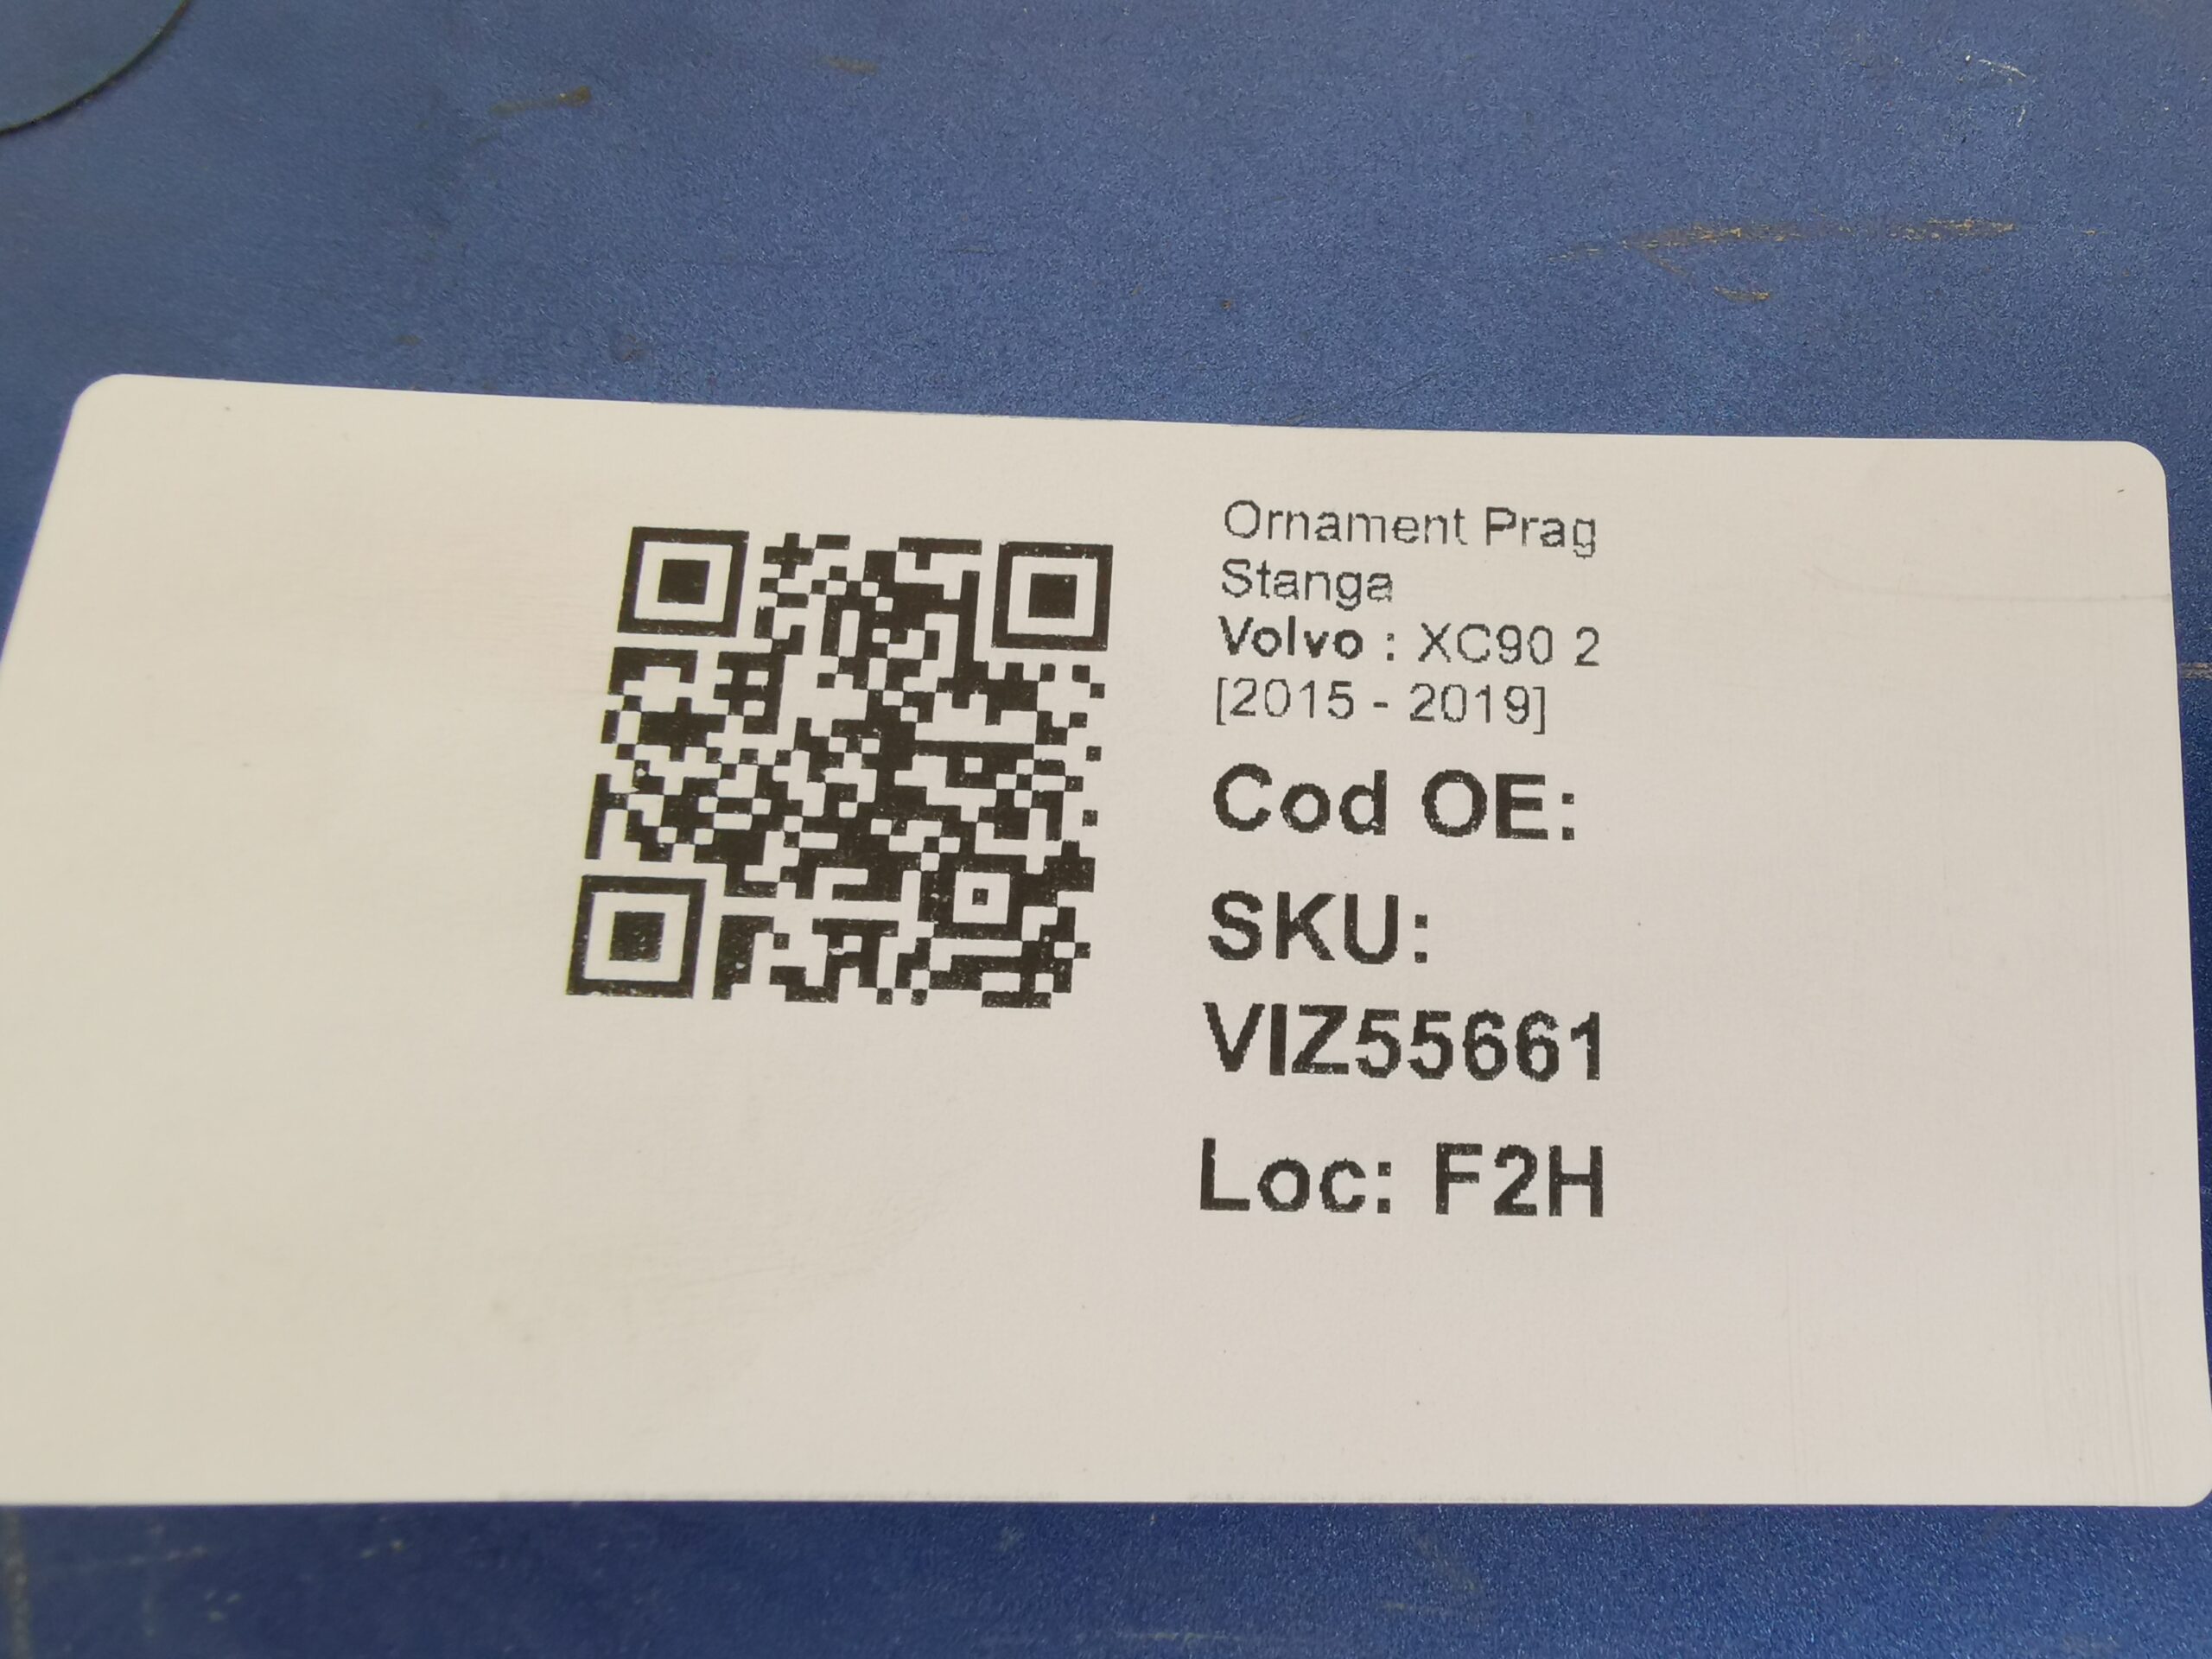 Ornament Prag
Stanga
Volvo : XC90 2
[2015 - 2019]
Cod OE:
SKU:
VIZ55661
Loc: F2H